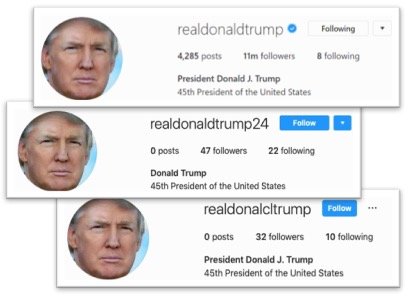 realdonaldtrump Following
4,285 posts 11m followers 8 following
President Donald J. Trump
45th President of the United States
realdonaldtrump24 Follow
0 posts 47 followers 22 following
Donald Trump
45th President of the United States
realdonalcltrump Follow ...
0 posts 32 followers 10 following
President Donald J. Trump
45th President of the United States